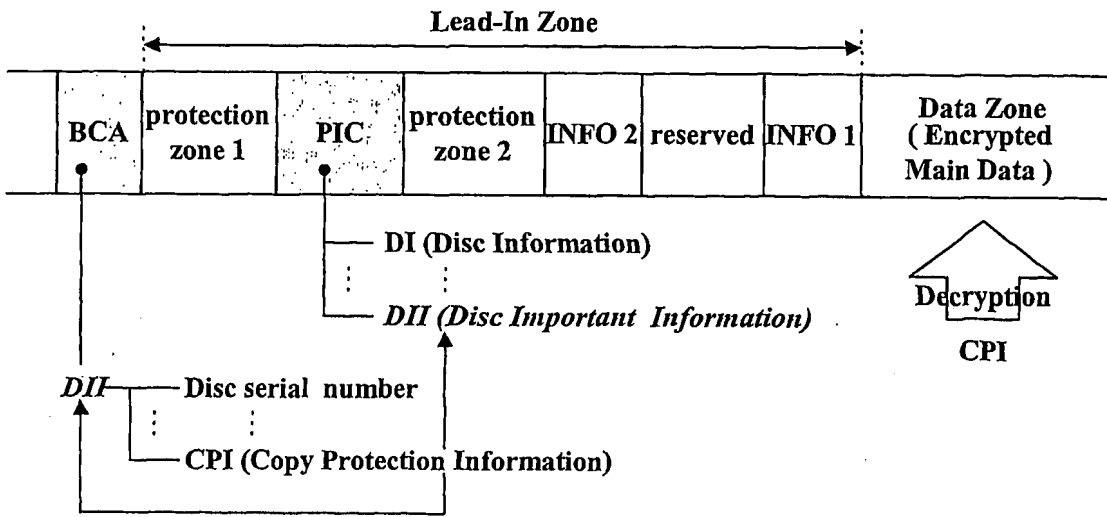 Lead-In Zone
BCA
protection
zone 1
PIC
protection
zone 2
INFO 2
reserved
INFO 1
Data Zone
( Encrypted
Main Data )
DI (Disc Information)
DII (Disc Important Information)
Decryption
CPI
DII
Disc serial number
CPI (Copy Protection Information)